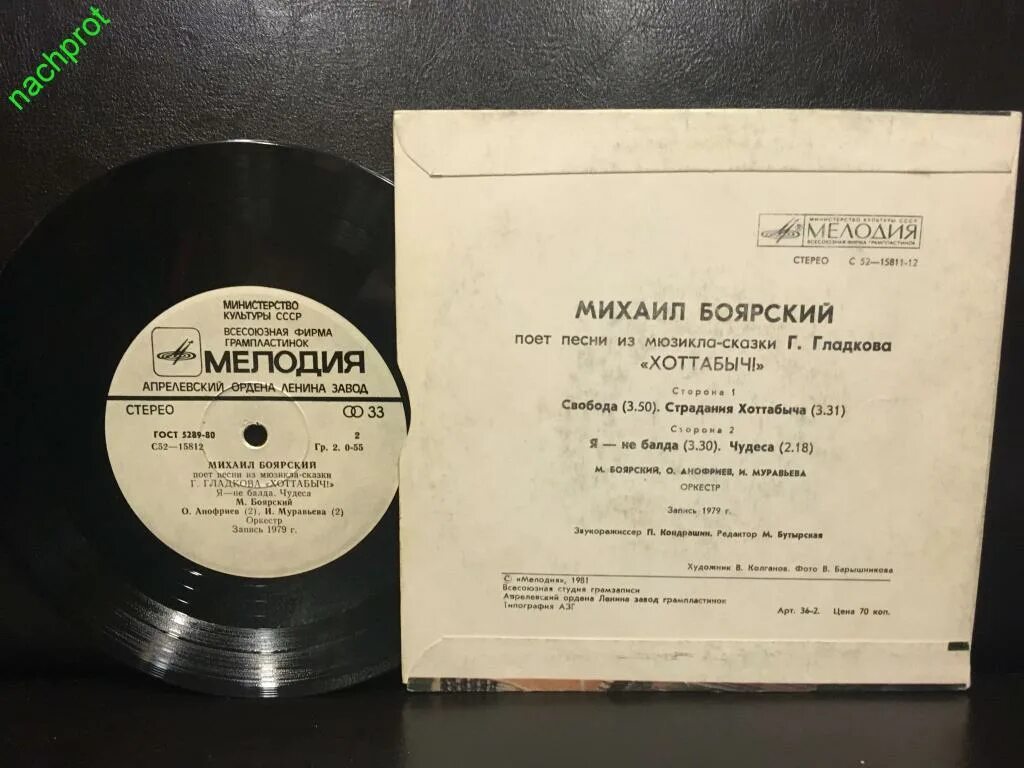 nachprot
МИНИСТЕРСТВО
КУЛЬТУРЫ СССР
ВСЕСОЮЗНАЯ ФИРМА
ГРАМПЛАСТИНОК
МЕЛОДИЯ
АПРЕЛЕВСКИЙ ОРДЕНА ЛЕНИНА ЗАВОД
СТЕРЕО 33
ГОСТ 5289-80 2
С52—15812 Гр. 2. 0-55
МИХАИЛ БОЯРСКИЙ
поет песни из мюзикла-сказки
Г. ГЛАДКОВА «ХОТТАБЫЧ!»
Я—не балда. Чудеса
М. Боярский
О. Анофриев (2), И. Муравьева (2)
Оркестр
Запись 1979 г.
МИНИСТЕРСТВО КУЛЬТУРЫ СССР
МЕЛОДИЯ
ВСЕСОЮЗНАЯ ФИРМА ГРАМПЛАСТИНОК
СТЕРЕО С 52—15811-12
МИХАИЛ БОЯРСКИЙ
поет песни из мюзикла-сказки Г. Гладкова
«ХОТТАБЫЧ!»
Сторона 1
Свобода (3.50). Страдания Хоттабыча (3.31)
Сторона 2
Я — не балда (3.30). Чудеса (2.18)
М. БОЯРСКИЙ, О. АНОФРИЕВ, И. МУРАВЬЕВА
ОРКЕСТР
Запись 1979 г.
Звукорежиссер П. Кондрашин. Редактор М. Бутырская
Художник В. Колганов. Фото В. Барышникова
© «Мелодия», 1981
Всесоюзная студия грамзаписи
Апрелевский ордена Ленина завод грампластинок
Типография АЗГ
Арт. 36-2. Цена 70 коп.